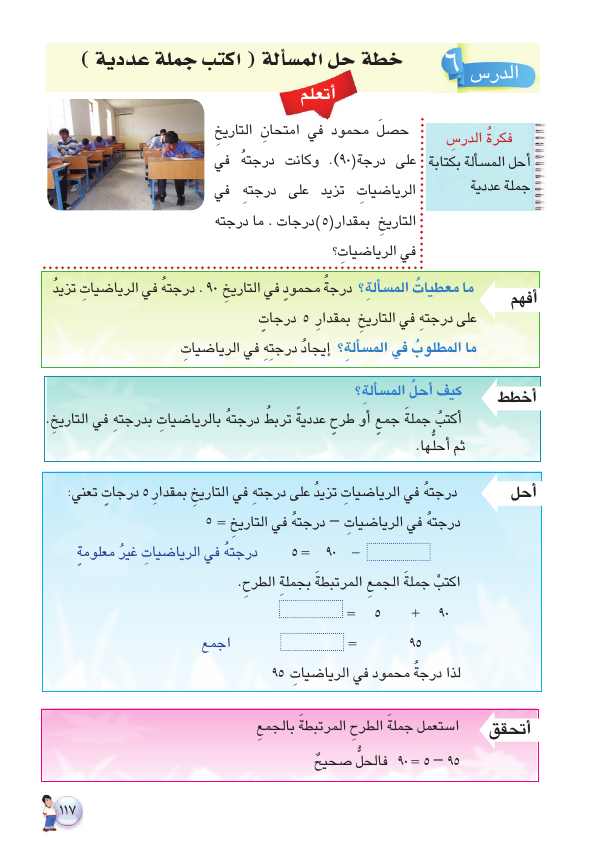 الدرس ٦
خطة حل المسألة ( اكتب جملة عددية )
أتعلم
فكرةُ الدرسِ
أحل المسألة بكتابة
جملة عددية
حصلَ محمود في امتحانِ التاريخِ
على درجة(٩٠). وكانت درجتهُ في
الرياضياتِ تزيد على درجتهِ في
التاريخِ بمقدار(٥)درجات . ما درجته
في الرياضياتِ؟
أفهم
ما معطياتُ المسألةِ؟ درجةُ محمودٍ في التاريخِ ٩٠ . درجتهُ في الرياضياتِ تزيدُ
على درجتهِ في التاريخِ بمقدارِ ٥ درجاتٍ
ما المطلوبُ في المسألةِ؟ إيجادُ درجتِهِ في الرياضياتِ
أخطط
كيف أحلُ المسألةِ؟
أكتبُ جملةَ جمعٍ أو طرحٍ عدديةً تربطُ درجتهُ بالرياضياتِ بدرجتهِ في التاريخِ.
ثم أحلُّها.
أحل
درجتهُ في الرياضياتِ تزيدُ على درجتهِ في التاريخِ بمقدارِ ٥ درجاتٍ تعني:
درجتهُ في الرياضياتِ − درجتهُ في التاريخِ = ٥
− ٩٠ = ٥ درجتهُ في الرياضياتِ غيرُ معلومةٍ
اكتبُ جملةَ الجمعِ المرتبطةَ بجملةِ الطرحِ.
٩٠ + ٥ =
٩٥ = اجمع
لذا درجةُ محمود في الرياضياتِ ٩٥
أتحقق
استعمل جملةَ الطرحِ المرتبطةَ بالجمعِ
٩٥ − ٥ = ٩٠ فالحلُّ صحيحٌ
١١٧